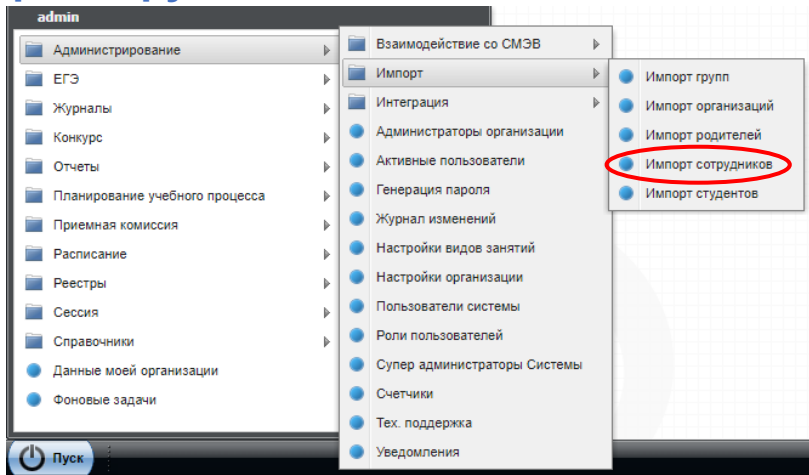 admin
Администрирование
ЕГЭ
Журналы
Конкурс
Отчеты
Планирование учебного процесса
Приемная комиссия
Расписание
Реестры
Сессия
Справочники
Данные моей организации
Фоновые задачи
Взаимодействие со СМЭВ
Импорт
Интеграция
Администраторы организации
Активные пользователи
Генерация пароля
Журнал изменений
Настройки видов занятий
Настройки организации
Пользователи системы
Роли пользователей
Супер администраторы Системы
Счетчики
Тех. поддержка
Уведомления
Импорт групп
Импорт организаций
Импорт родителей
Импорт сотрудников
Импорт студентов
Пуск